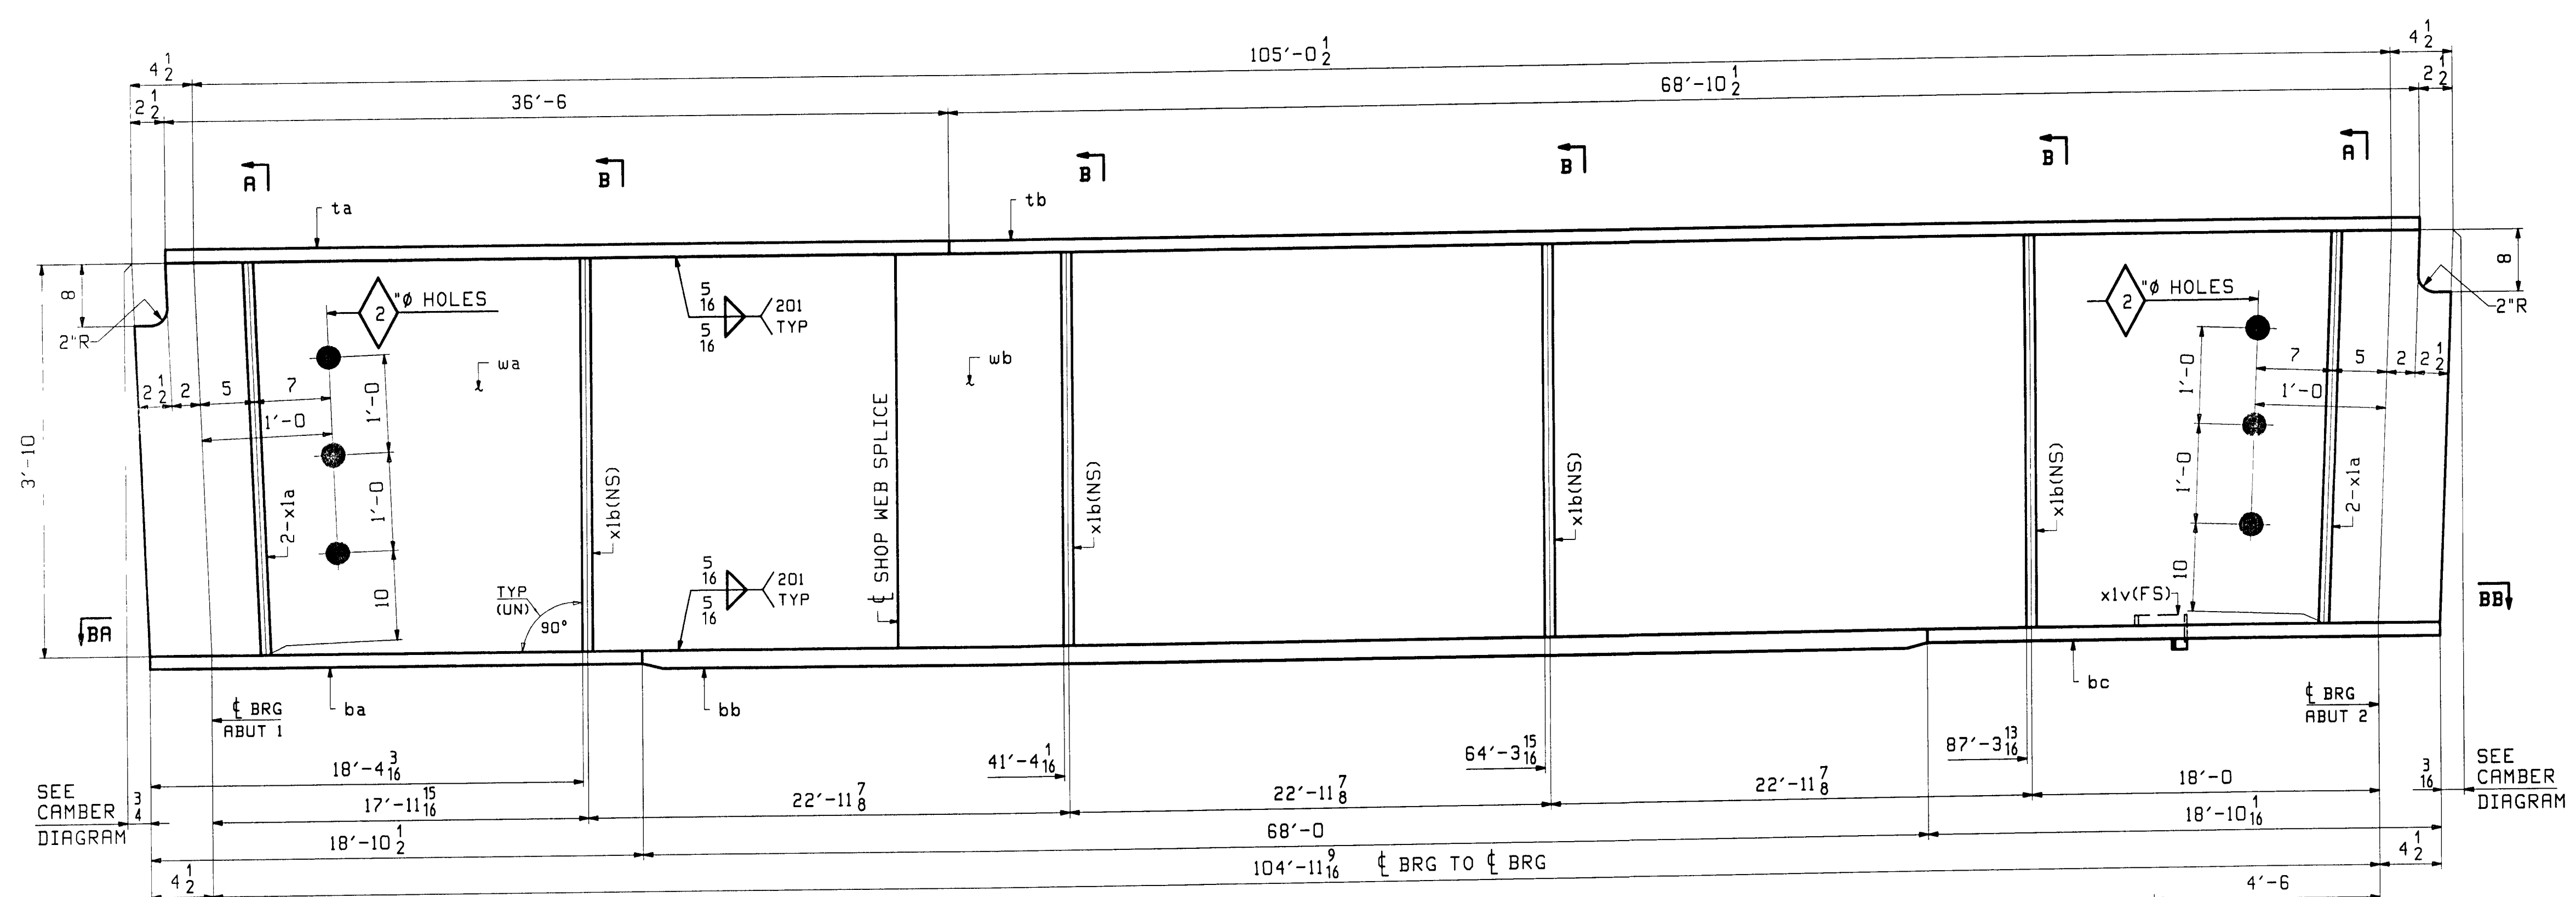 105′-0 1/2
4 1/2
4 1/2
68′-10 1/2
2 1/2
36′-6
2 1/2
A
B
B
B
B
A
ta
tb
8
8
2"R
2"R
2 "Ø HOLES
2 "Ø HOLES
5/16
5/16
201
TYP
wa
wb
2 1/2
2
5
7
1′-0
1′-0
1′-0
10
7
5
2
2 1/2
1′-0
1′-0
1′-0
10
3′-10
2-x1a
x1b(NS)
℄ SHOP WEB SPLICE
x1b(NS)
x1b(NS)
x1b(NS)
2-x1a
TYP
(UN)
90°
5/16
5/16
201
TYP
x1v(FS)
BA
BB
ba
bb
bc
℄ BRG
ABUT 1
℄ BRG
ABUT 2
18′-4 3/16
41′-4 1/16
64′-3 15/16
87′-3 13/16
SEE
CAMBER
DIAGRAM
3/4
17′-11 15/16
22′-11 7/8
22′-11 7/8
22′-11 7/8
18′-0
3/16
SEE
CAMBER
DIAGRAM
18′-10 1/2
68′-0
18′-10 1/16
4 1/2
104′-11 9/16 ℄ BRG TO ℄ BRG
4 1/2
4′-6